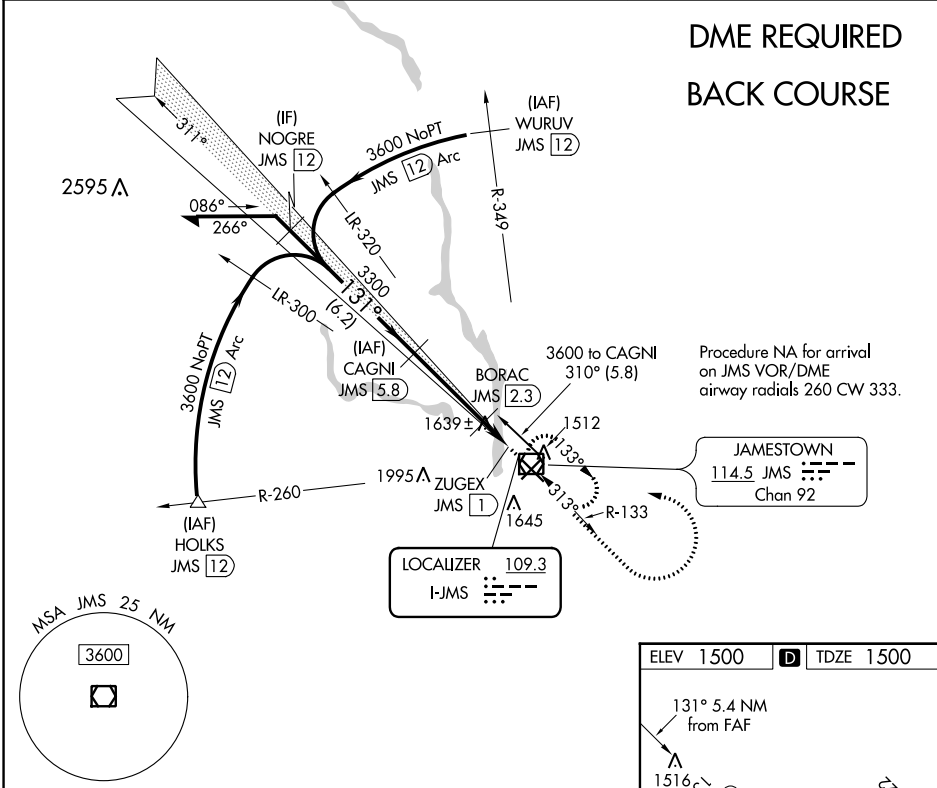 DME REQUIRED
BACK COURSE
311°
(IF)
NOGRE
JMS 12
3600 NoPT
JMS 12 Arc
(IAF)
WURUV
JMS 12
R-349
2595
086°
266°
LR-320
LR-300
3300
131°
(6.2)
3600 NoPT
JMS 12 Arc
(IAF)
CAGNI
JMS 5.8
BORAC
JMS 2.3
3600 to CAGNI
310° (5.8)
Procedure NA for arrival
on JMS VOR/DME
airway radials 260 CW 333.
1639 ±
1512
133°
JAMESTOWN
114.5 JMS
Chan 92
1995
ZUGEX
JMS 1
1645
313°
R-133
R-260
(IAF)
HOLKS
JMS 12
LOCALIZER 109.3
I-JMS
MSA JMS 25 NM
3600
ELEV 1500 D TDZE 1500
131° 5.4 NM
from FAF
1516
22